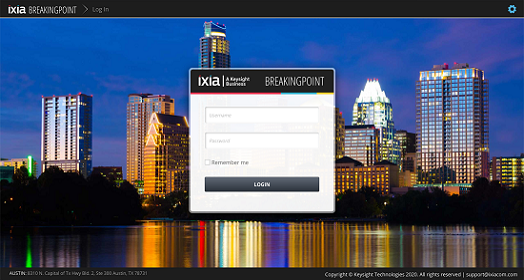 ixia BREAKINGPOINT > Log In
ixia A Keysight Business BREAKINGPOINT
Username
Password
Remember me
LOGIN
AUSTIN: 8310 N. Capital of Tx Hwy Bld. 2, Ste 300 Austin, TX 78731
Copyright © Keysight Technologies 2020. All rights reserved | support@ixiacom.com